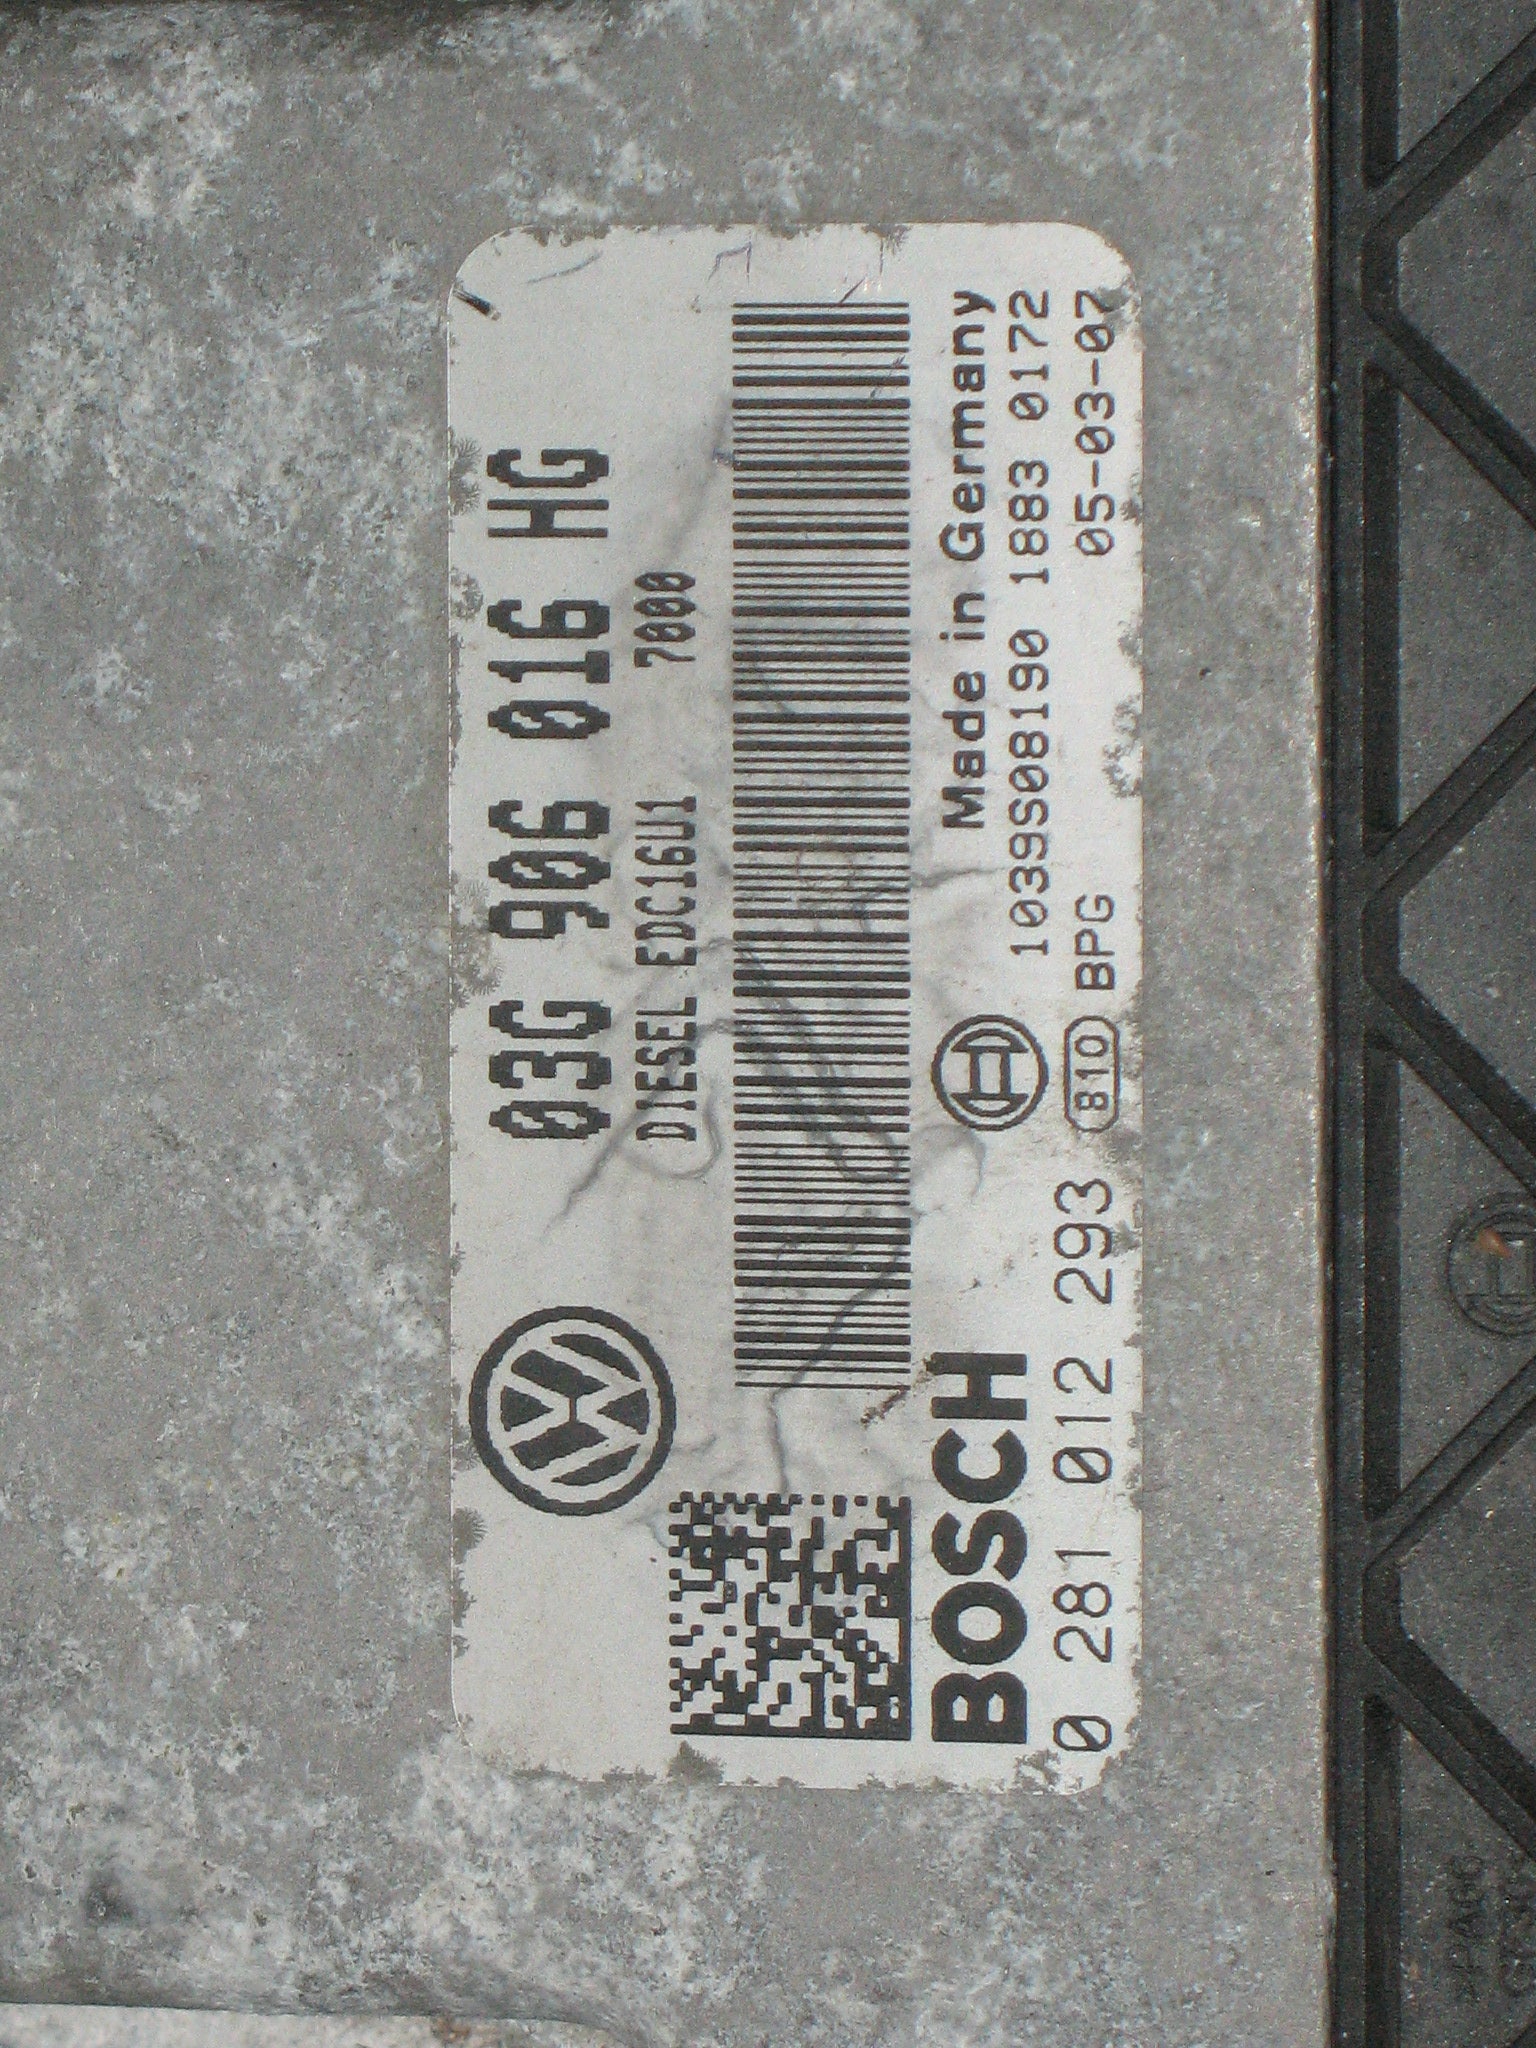 03G 906 016 HG
DIESEL EDC16U1 7000
Made in Germany
BOSCH 1039S08190 1883 0172
0 281 012 293 810 BPG 05-03-07